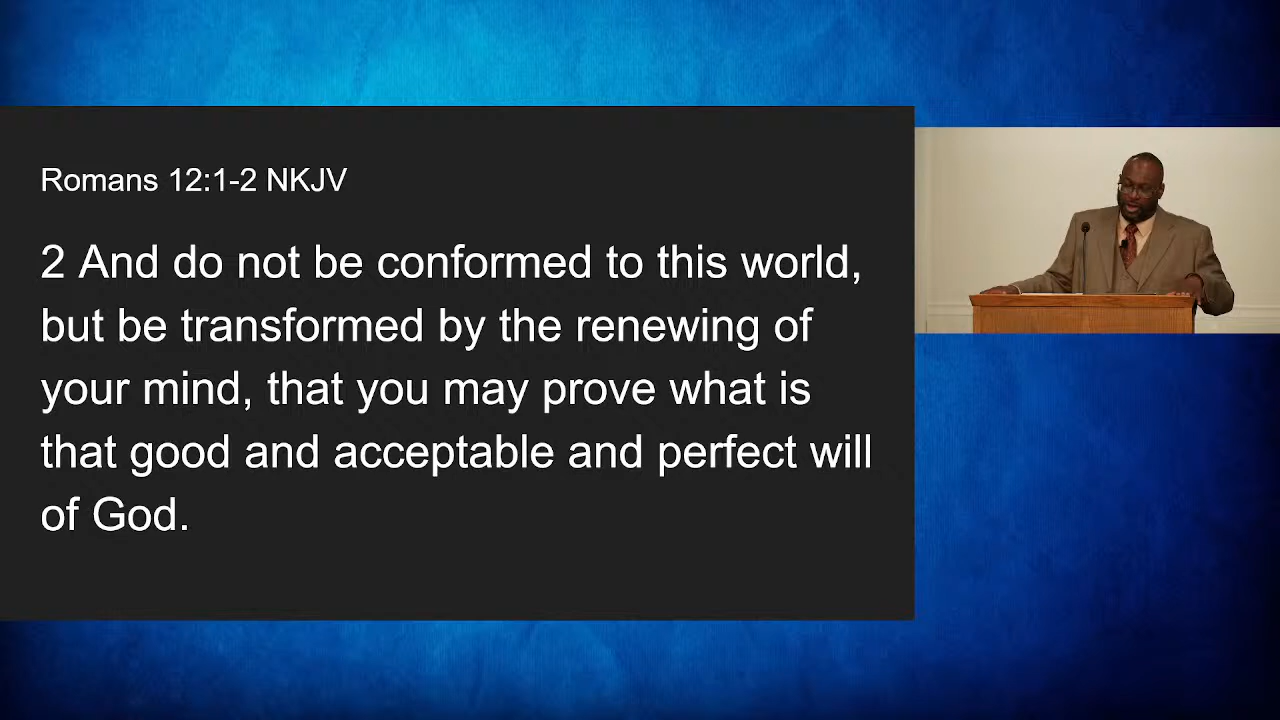 Romans 12:1-2 NKJV
2 And do not be conformed to this world,
but be transformed by the renewing of
your mind, that you may prove what is
that good and acceptable and perfect will
of God.